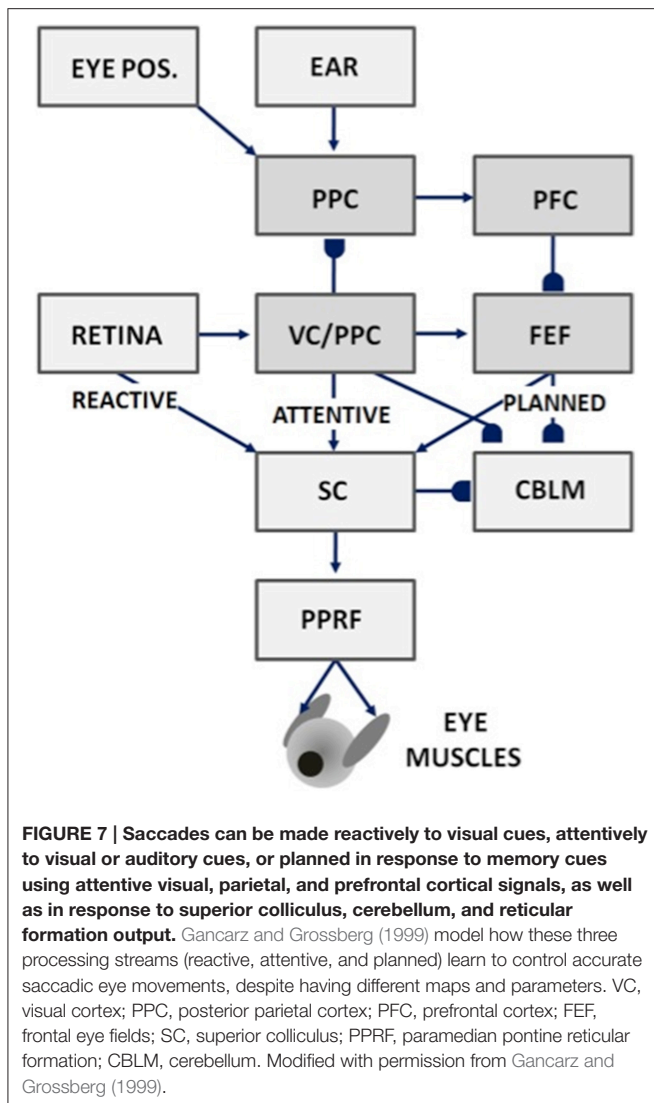 EYE POS.
EAR
PPC
PFC
RETINA
VC/PPC
FEF
REACTIVE
ATTENTIVE
PLANNED
SC
CBLM
PPRF
EYE
MUSCLES
FIGURE 7 | Saccades can be made reactively to visual cues, attentively
to visual or auditory cues, or planned in response to memory cues
using attentive visual, parietal, and prefrontal cortical signals, as well
as in response to superior colliculus, cerebellum, and reticular
formation output. Gancarz and Grossberg (1999) model how these three
processing streams (reactive, attentive, and planned) learn to control accurate
saccadic eye movements, despite having different maps and parameters. VC,
visual cortex; PPC, posterior parietal cortex; PFC, prefrontal cortex; FEF,
frontal eye fields; SC, superior colliculus; PPRF, paramedian pontine reticular
formation; CBLM, cerebellum. Modified with permission from Gancarz and
Grossberg (1999).